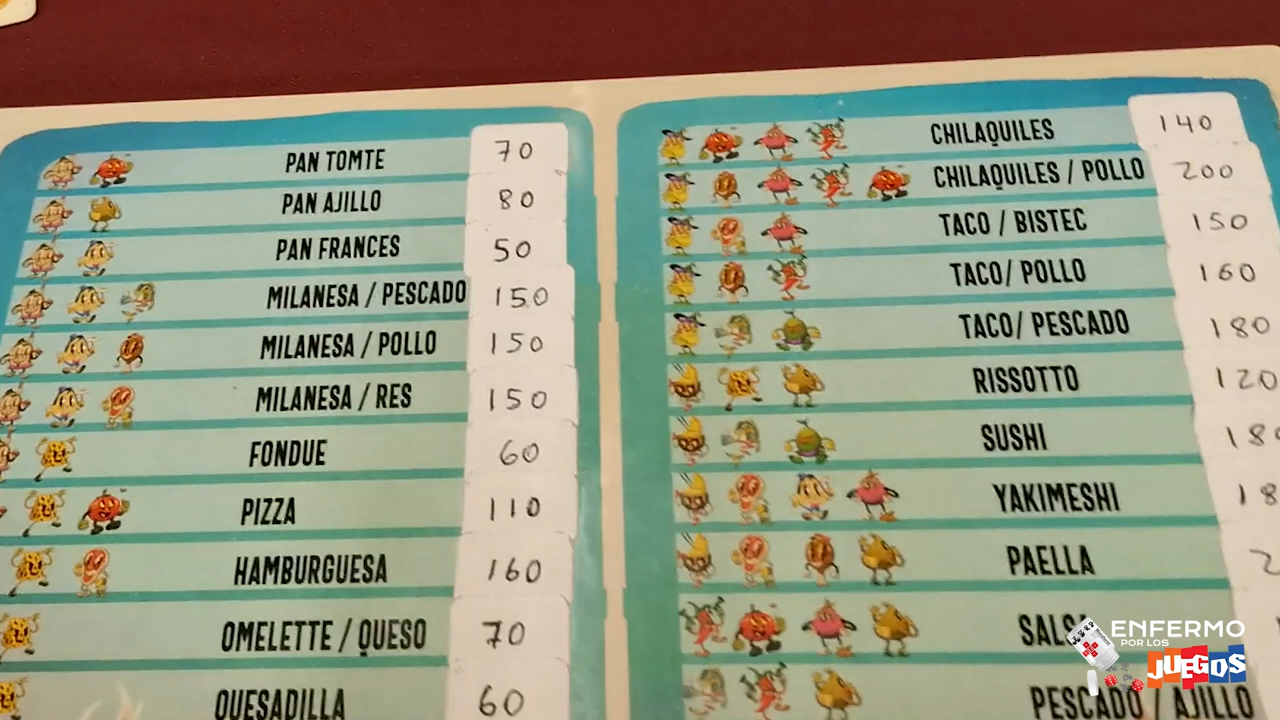 PAN TOMTE 70
PAN AJILLO 80
PAN FRANCES 50
MILANESA / PESCADO 150
MILANESA / POLLO 150
MILANESA / RES 150
FONDUE 60
PIZZA 110
HAMBURGUESA 160
OMELETTE / QUESO 70
QUESADILLA 60
CHILAQUILES 140
CHILAQUILES / POLLO 200
TACO / BISTEC 150
TACO/ POLLO 160
TACO/ PESCADO 180
RISSOTTO 120
SUSHI
YAKIMESHI
PAELLA
PESCADO / AJILLO
ENFERMO
POR LOS
JUEGOS